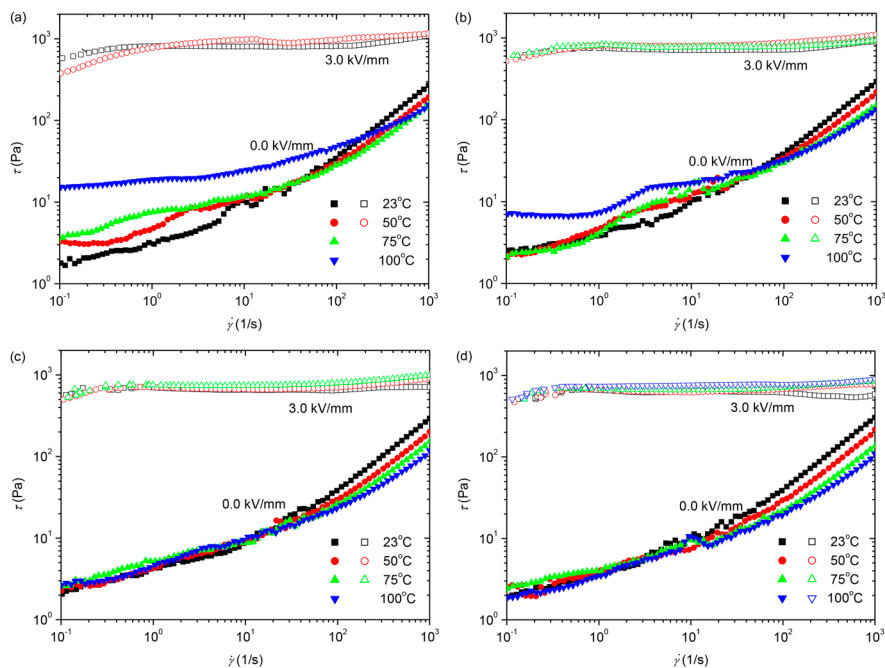 (a)
10³
10²
10¹
10⁰
τ (Pa)
3.0 kV/mm
0.0 kV/mm
23°C
50°C
75°C
100°C
10⁻¹ 10⁰ 10¹ 10² 10³
γ̇ (1/s)
(b)
10³
10²
10¹
10⁰
τ (Pa)
3.0 kV/mm
0.0 kV/mm
23°C
50°C
75°C
100°C
10⁻¹ 10⁰ 10¹ 10² 10³
γ̇ (1/s)
(c)
10³
10²
10¹
10⁰
τ (Pa)
3.0 kV/mm
0.0 kV/mm
23°C
50°C
75°C
100°C
10⁻¹ 10⁰ 10¹ 10² 10³
γ̇ (1/s)
(d)
10³
10²
10¹
10⁰
τ (Pa)
3.0 kV/mm
0.0 kV/mm
23°C
50°C
75°C
100°C
10⁻¹ 10⁰ 10¹ 10² 10³
γ̇ (1/s)